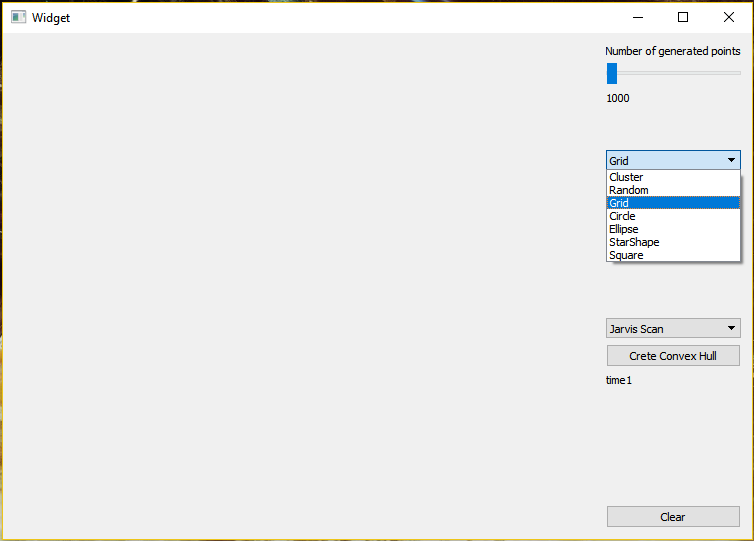 Widget
Number of generated points
1000
Grid
Cluster
Random
Grid
Circle
Ellipse
StarShape
Square
Jarvis Scan
Crete Convex Hull
time1
Clear